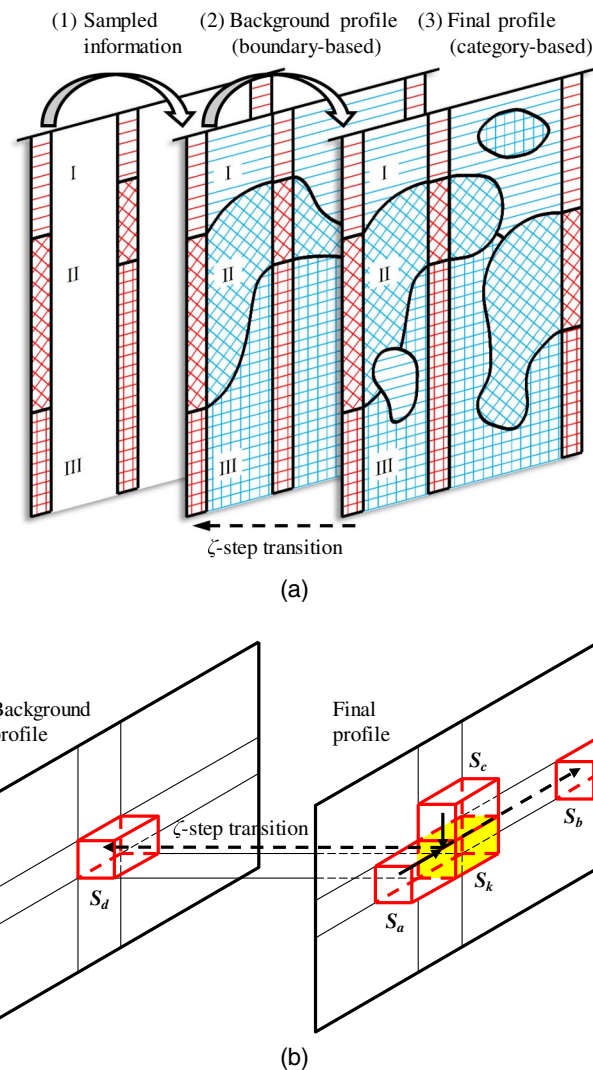 (1) Sampled information
(2) Background profile (boundary-based)
(3) Final profile (category-based)
I
II
III
I
II
III
I
II
III
ζ-step transition
(a)
Background
profile
Final
profile
ζ-step transition
S_c
S_b
S_d
S_a
S_k
(b)